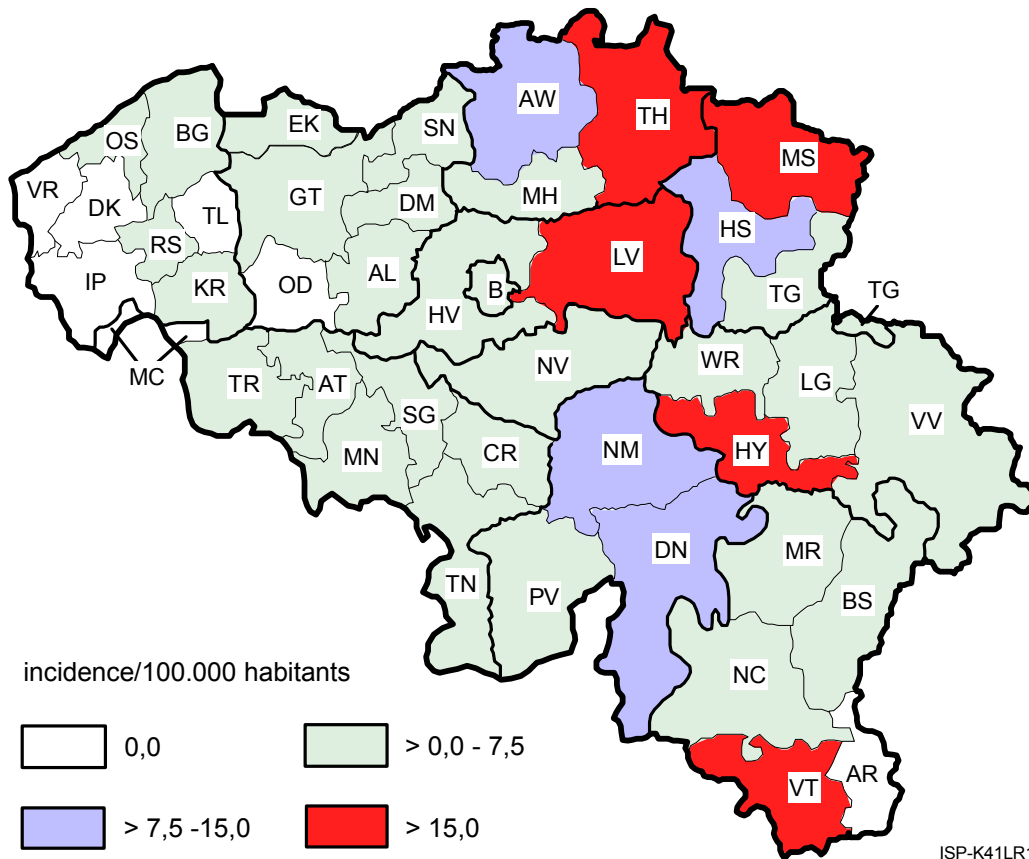 AW
TH
EK
SN
OS
BG
MS
VR
DK
TL
GT
DM
MH
HS
RS
IP
KR
OD
AL
B
LV
TG
TG
HV
MC
TR
AT
NV
WR
LG
VV
SG
MN
CR
NM
HY
TN
PV
DN
MR
BS
NC
incidence/100.000 habitants
0,0
> 0,0 - 7,5
VT
AR
> 7,5 -15,0
> 15,0
ISP-K41LR1